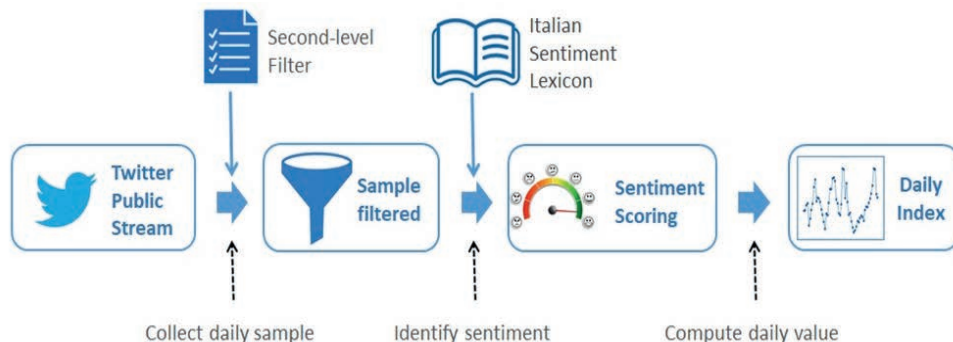 Second-level
Filter
Italian
Sentiment
Lexicon
Twitter
Public
Stream
Sample
filtered
Sentiment
Scoring
Daily
Index
Collect daily sample
Identify sentiment
Compute daily value